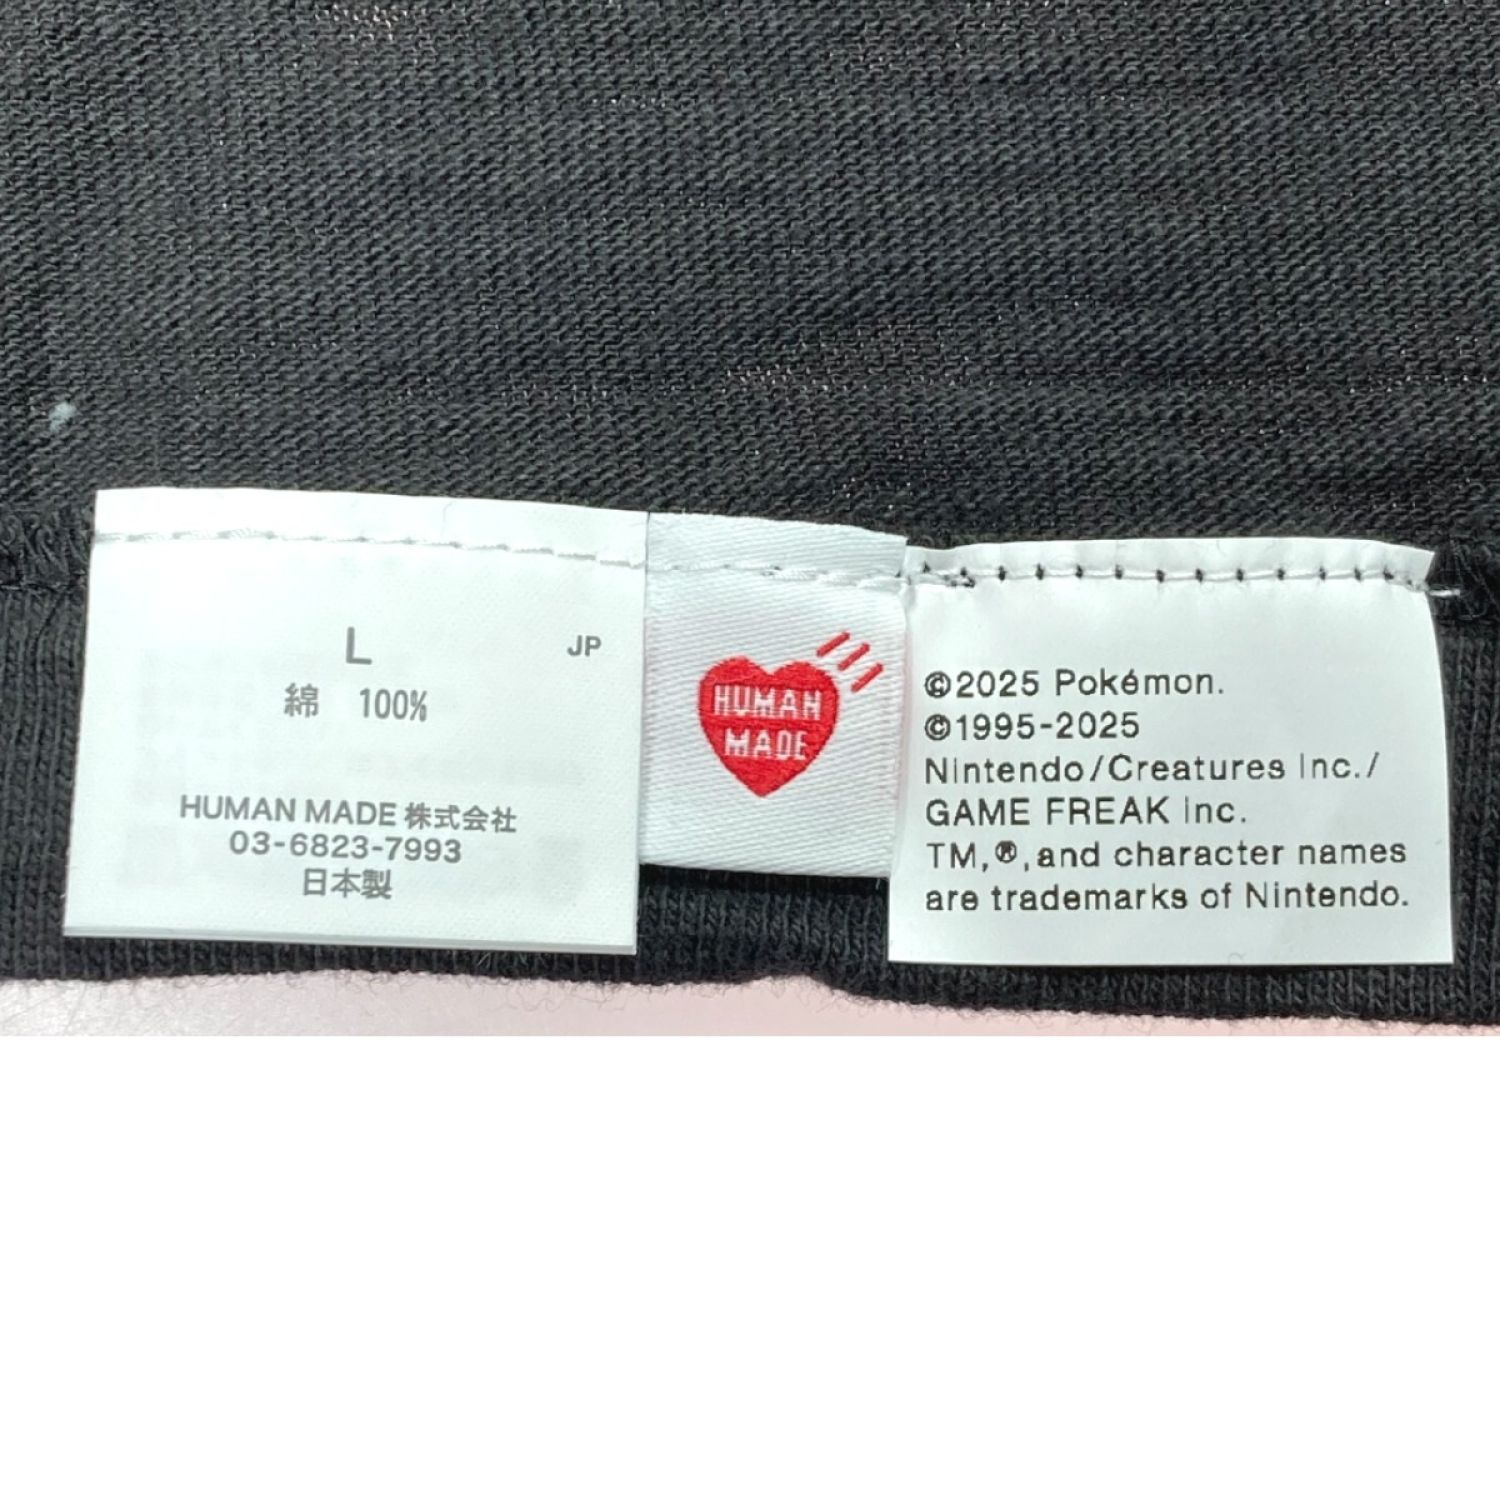 L
JP
綿 100%
HUMAN MADE 株式会社
03-6823-7993
日本製
HUMAN
MADE
©2025 Pokémon.
©1995-2025
Nintendo/Creatures Inc./
GAME FREAK inc.
TM,®,and character names
are trademarks of Nintendo.